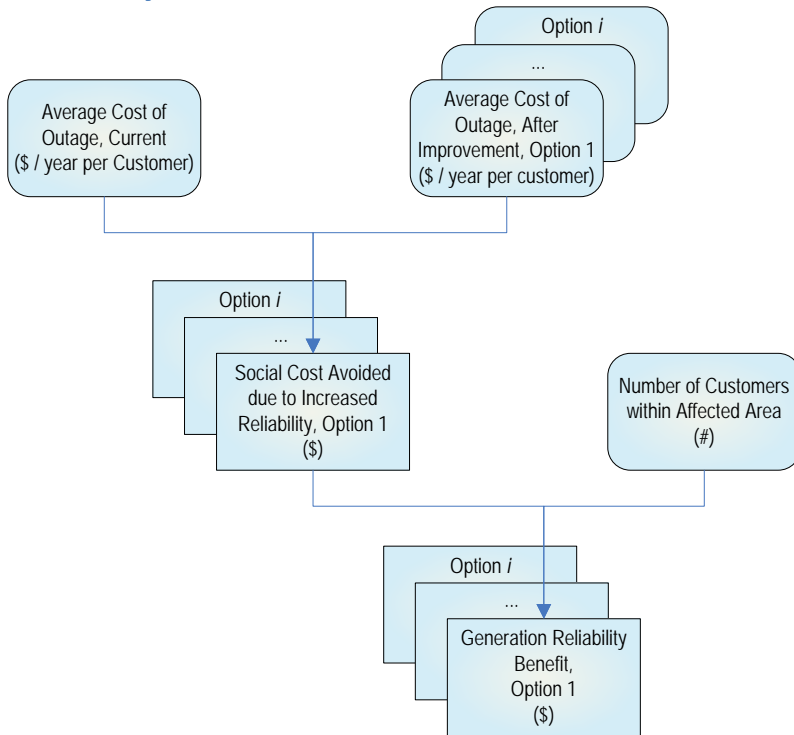 Option i
...
Average Cost of
Outage, Current
($ / year per Customer)
Average Cost of
Outage, After
Improvement, Option 1
($ / year per customer)
Option i
...
Social Cost Avoided
due to Increased
Reliability, Option 1
($)
Number of Customers
within Affected Area
(#)
Option i
...
Generation Reliability
Benefit,
Option 1
($)